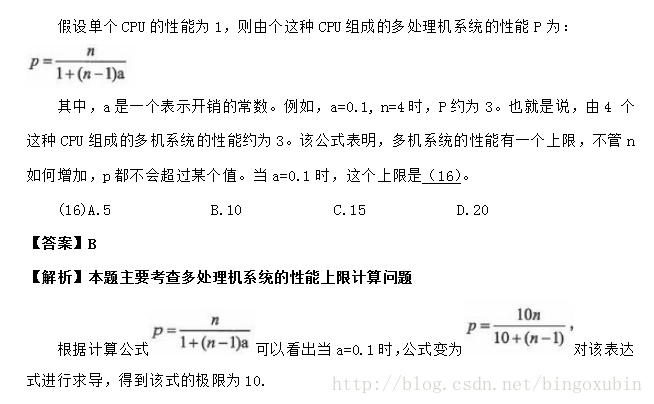 假设单个CPU的性能为1，则由个这种CPU组成的多处理机系统的性能P为：
p = n / 1+(n−1)a
其中，a是一个表示开销的常数。例如，a=0.1, n=4时，P约为3。也就是说，由4 个
这种CPU组成的多机系统的性能约为3。该公式表明，多机系统的性能有一个上限，不管n
如何增加，p都不会超过某个值。当a=0.1时，这个上限是（16）。
(16)A.5 B.10 C.15 D.20
【答案】B
【解析】本题主要考查多处理机系统的性能上限计算问题
根据计算公式 p = n / 1+(n−1)a 可以看出当a=0.1时,公式变为 p = 10n / 10+(n−1) , 对该表达
式进行求导，得到该式的极限为10.
http://blog.csdn.net/bingoxubin